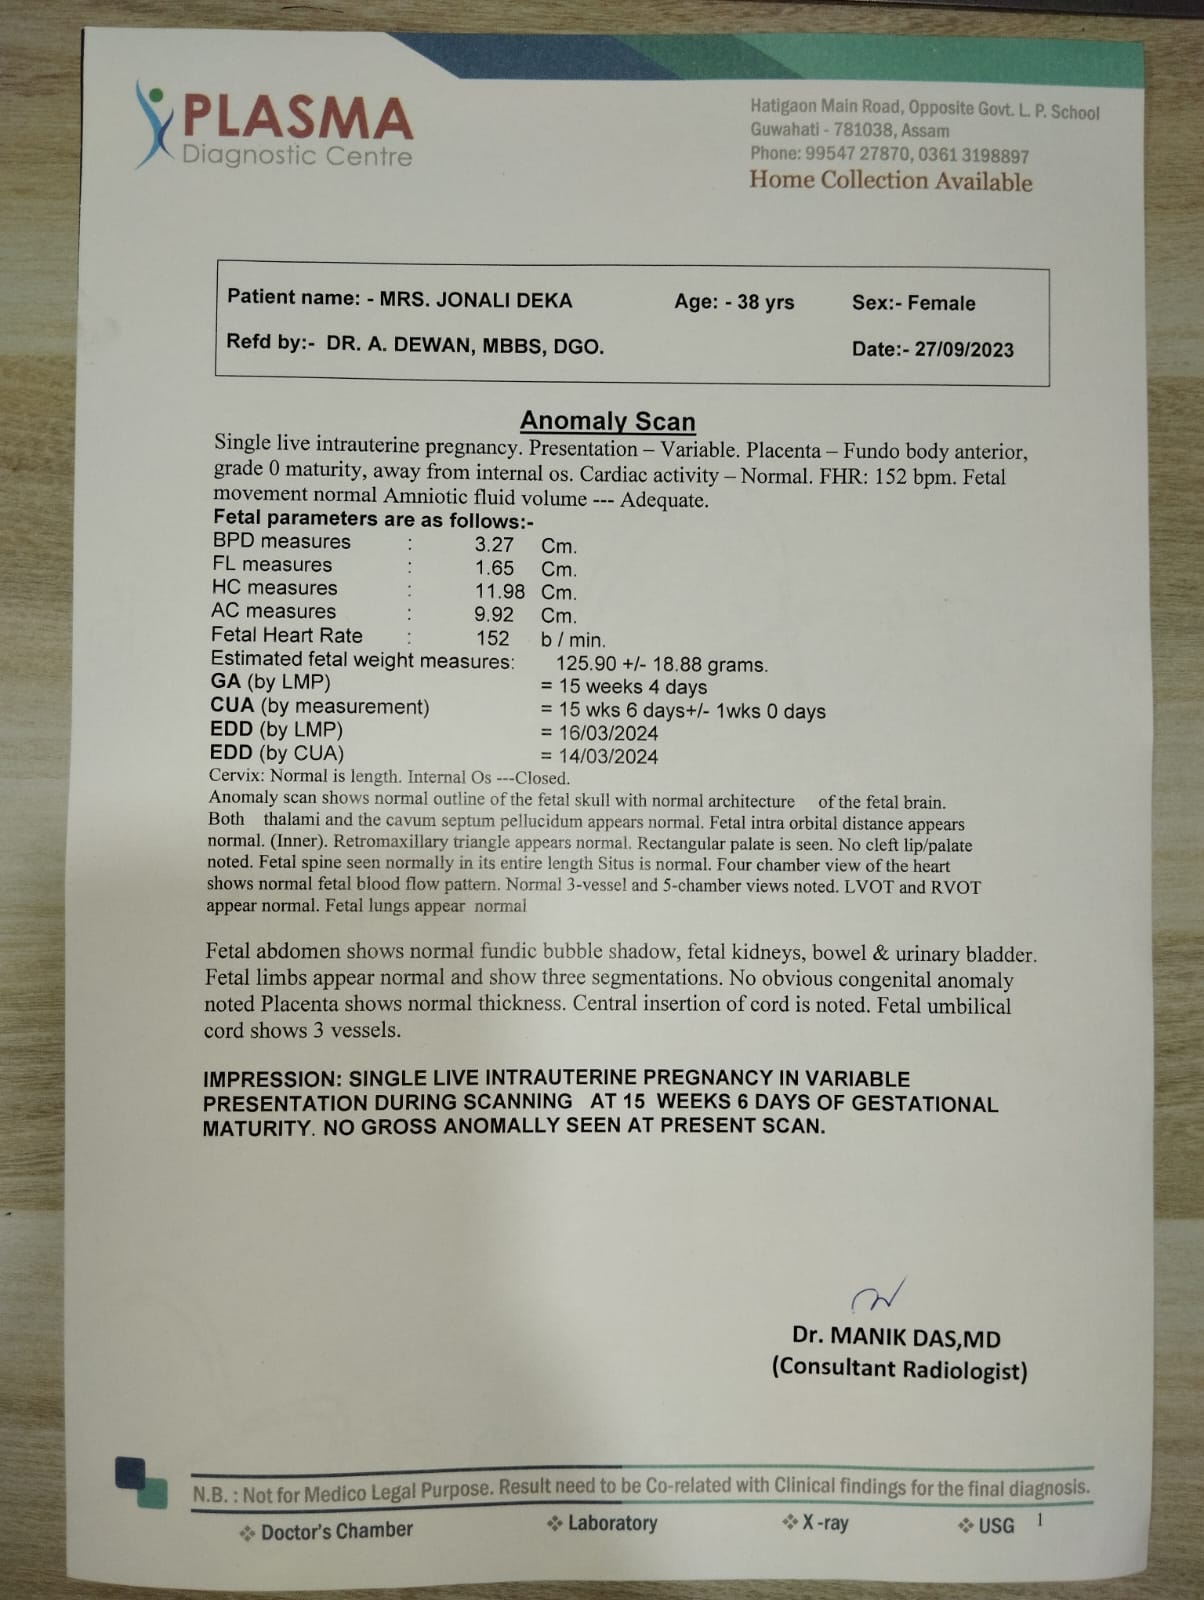 PLASMA
Diagnostic Centre
Hatigaon Main Road, Opposite Govt. L. P. School
Guwahati - 781038, Assam
Phone: 99547 27870, 0361 3198897
Home Collection Available
Patient name: - MRS. JONALI DEKA Age: - 38 yrs Sex:- Female
Refd by:- DR. A. DEWAN, MBBS, DGO. Date:- 27/09/2023
Anomaly Scan
Single live intrauterine pregnancy. Presentation – Variable. Placenta – Fundo body anterior,
grade 0 maturity, away from internal os. Cardiac activity – Normal. FHR: 152 bpm. Fetal
movement normal Amniotic fluid volume --- Adequate.
Fetal parameters are as follows:-
BPD measures : 3.27 Cm.
FL measures : 1.65 Cm.
HC measures : 11.98 Cm.
AC measures : 9.92 Cm.
Fetal Heart Rate : 152 b / min.
Estimated fetal weight measures: 125.90 +/- 18.88 grams.
GA (by LMP) = 15 weeks 4 days
CUA (by measurement) = 15 wks 6 days+/- 1wks 0 days
EDD (by LMP) = 16/03/2024
EDD (by CUA) = 14/03/2024
Cervix: Normal is length. Internal Os ---Closed.
Anomaly scan shows normal outline of the fetal skull with normal architecture of the fetal brain.
Both thalami and the cavum septum pellucidum appears normal. Fetal intra orbital distance appears
normal. (Inner). Retromaxillary triangle appears normal. Rectangular palate is seen. No cleft lip/palate
noted. Fetal spine seen normally in its entire length Situs is normal. Four chamber view of the heart
shows normal fetal blood flow pattern. Normal 3-vessel and 5-chamber views noted. LVOT and RVOT
appear normal. Fetal lungs appear normal
Fetal abdomen shows normal fundic bubble shadow, fetal kidneys, bowel & urinary bladder.
Fetal limbs appear normal and show three segmentations. No obvious congenital anomaly
noted Placenta shows normal thickness. Central insertion of cord is noted. Fetal umbilical
cord shows 3 vessels.
IMPRESSION: SINGLE LIVE INTRAUTERINE PREGNANCY IN VARIABLE
PRESENTATION DURING SCANNING AT 15 WEEKS 6 DAYS OF GESTATIONAL
MATURITY. NO GROSS ANOMALLY SEEN AT PRESENT SCAN.
Dr. MANIK DAS,MD
(Consultant Radiologist)
N.B. : Not for Medico Legal Purpose. Result need to be Co-related with Clinical findings for the final diagnosis.
❖ Doctor's Chamber ❖ Laboratory ❖ X -ray ❖ USG 1